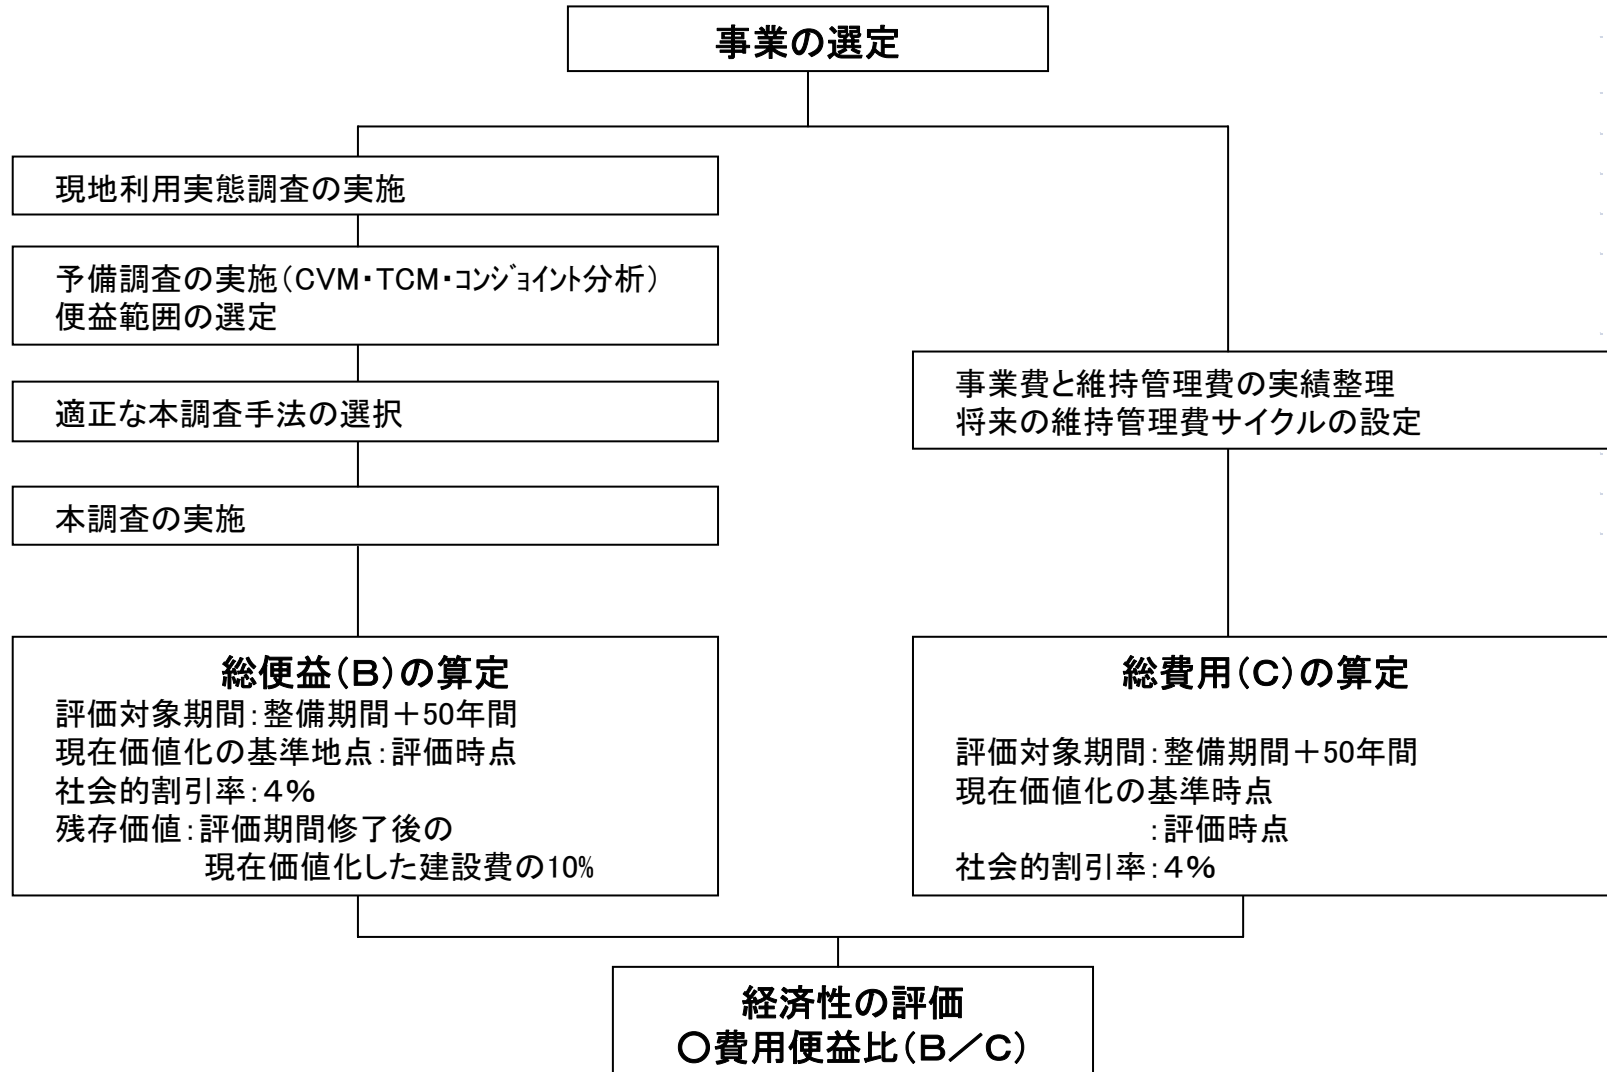 事業の選定
現地利用実態調査の実施
予備調査の実施(CVM・TCM・ｺﾝｼﾞｮｲﾝﾄ分析)
便益範囲の選定
適正な本調査手法の選択
本調査の実施
事業費と維持管理費の実績整理
将来の維持管理費サイクルの設定
総便益(B)の算定
評価対象期間:整備期間+50年間
現在価値化の基準地点:評価時点
社会的割引率:4%
残存価値:評価期間修了後の
現在価値化した建設費の10%
総費用(C)の算定
評価対象期間:整備期間+50年間
現在価値化の基準時点
:評価時点
社会的割引率:4%
経済性の評価
○費用便益比(B/C)